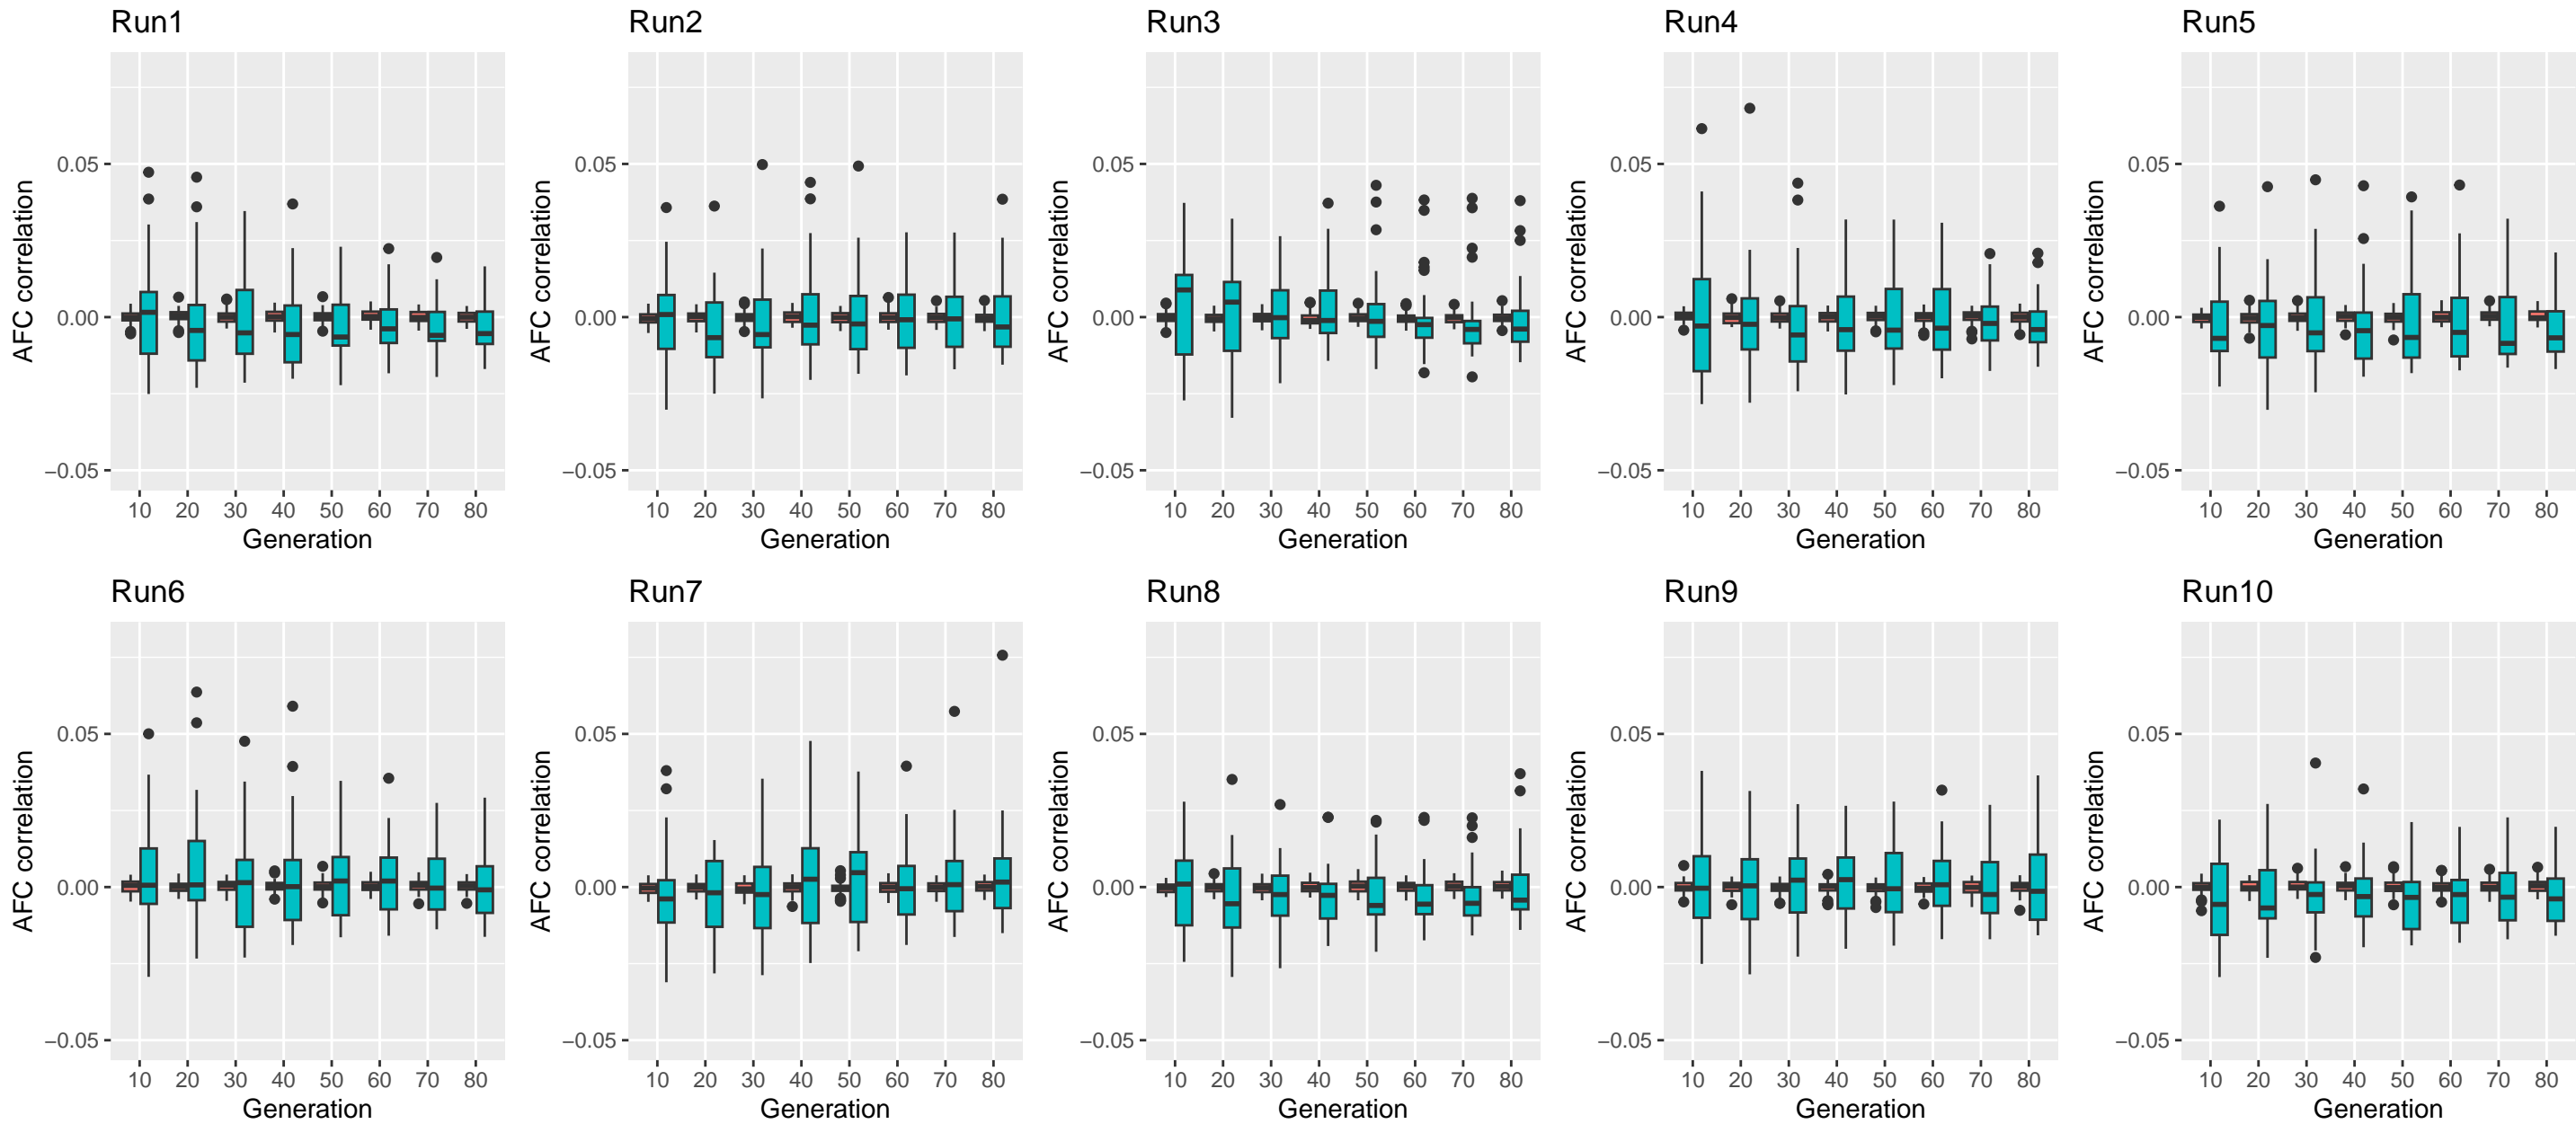 Run1 Run2 Run3 Run4 Run5
AFC correlation AFC correlation AFC correlation AFC correlation AFC correlation
0.05 0.05 0.05 0.05 0.05
0.00 0.00 0.00 0.00 0.00
−0.05 −0.05 −0.05 −0.05 −0.05
10 20 30 40 50 60 70 80 10 20 30 40 50 60 70 80 10 20 30 40 50 60 70 80 10 20 30 40 50 60 70 80 10 20 30 40 50 60 70 80
Generation Generation Generation Generation Generation
Run6 Run7 Run8 Run9 Run10
AFC correlation AFC correlation AFC correlation AFC correlation AFC correlation
0.05 0.05 0.05 0.05 0.05
0.00 0.00 0.00 0.00 0.00
−0.05 −0.05 −0.05 −0.05 −0.05
10 20 30 40 50 60 70 80 10 20 30 40 50 60 70 80 10 20 30 40 50 60 70 80 10 20 30 40 50 60 70 80 10 20 30 40 50 60 70 80
Generation Generation Generation Generation Generation